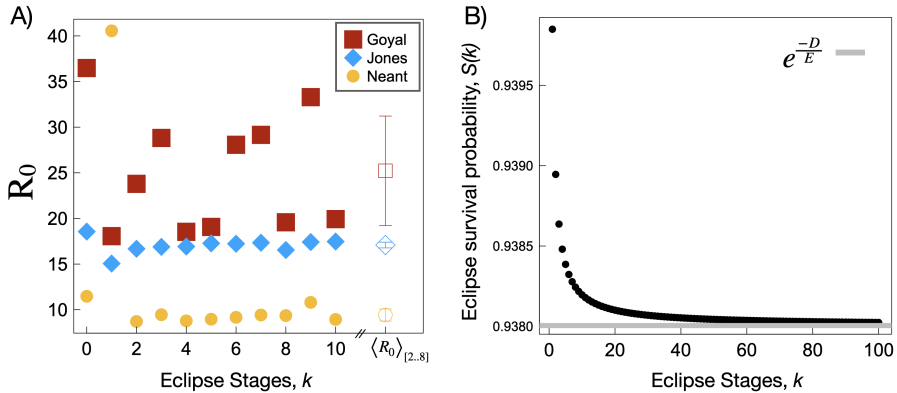 A)
R₀
40
35
30
25
20
15
10
Goyal
Jones
Neant
0 2 4 6 8 10 // ⟨R₀⟩[2..8]
Eclipse Stages, k
B)
Eclipse survival probability, S(k)
0.9395
0.9390
0.9385
0.9380
e^(-D/E)
0 20 40 60 80 100
Eclipse Stages, k